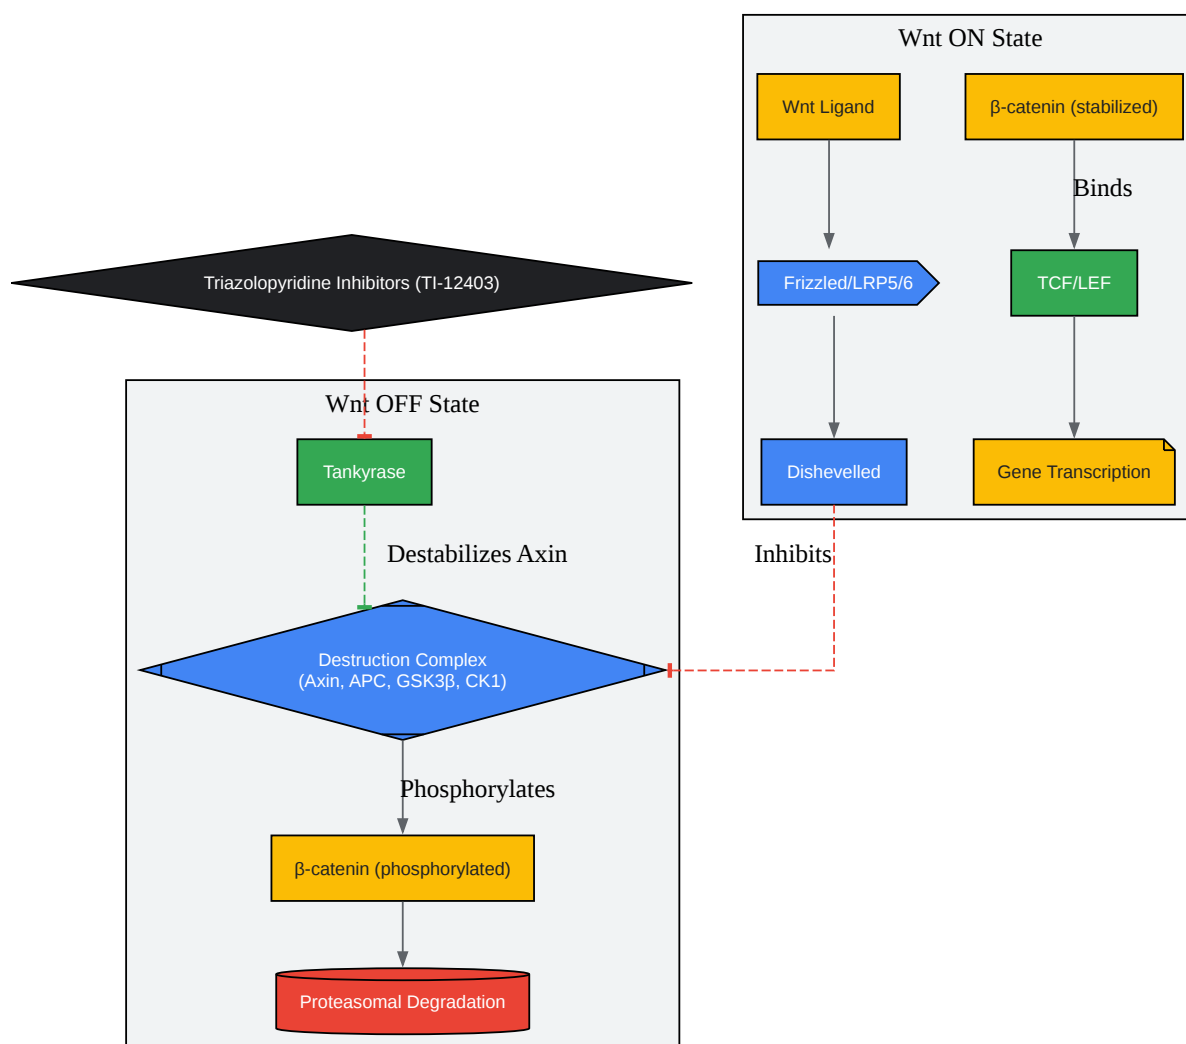 Wnt ON State
Wnt Ligand
β-catenin (stabilized)
Binds
Triazolopyridine Inhibitors (TI-12403)
Frizzled/LRP5/6
TCF/LEF
Wnt OFF State
Tankyrase
Dishevelled
Gene Transcription
Destabilizes Axin
Inhibits
Destruction Complex
(Axin, APC, GSK3β, CK1)
Phosphorylates
β-catenin (phosphorylated)
Proteasomal Degradation